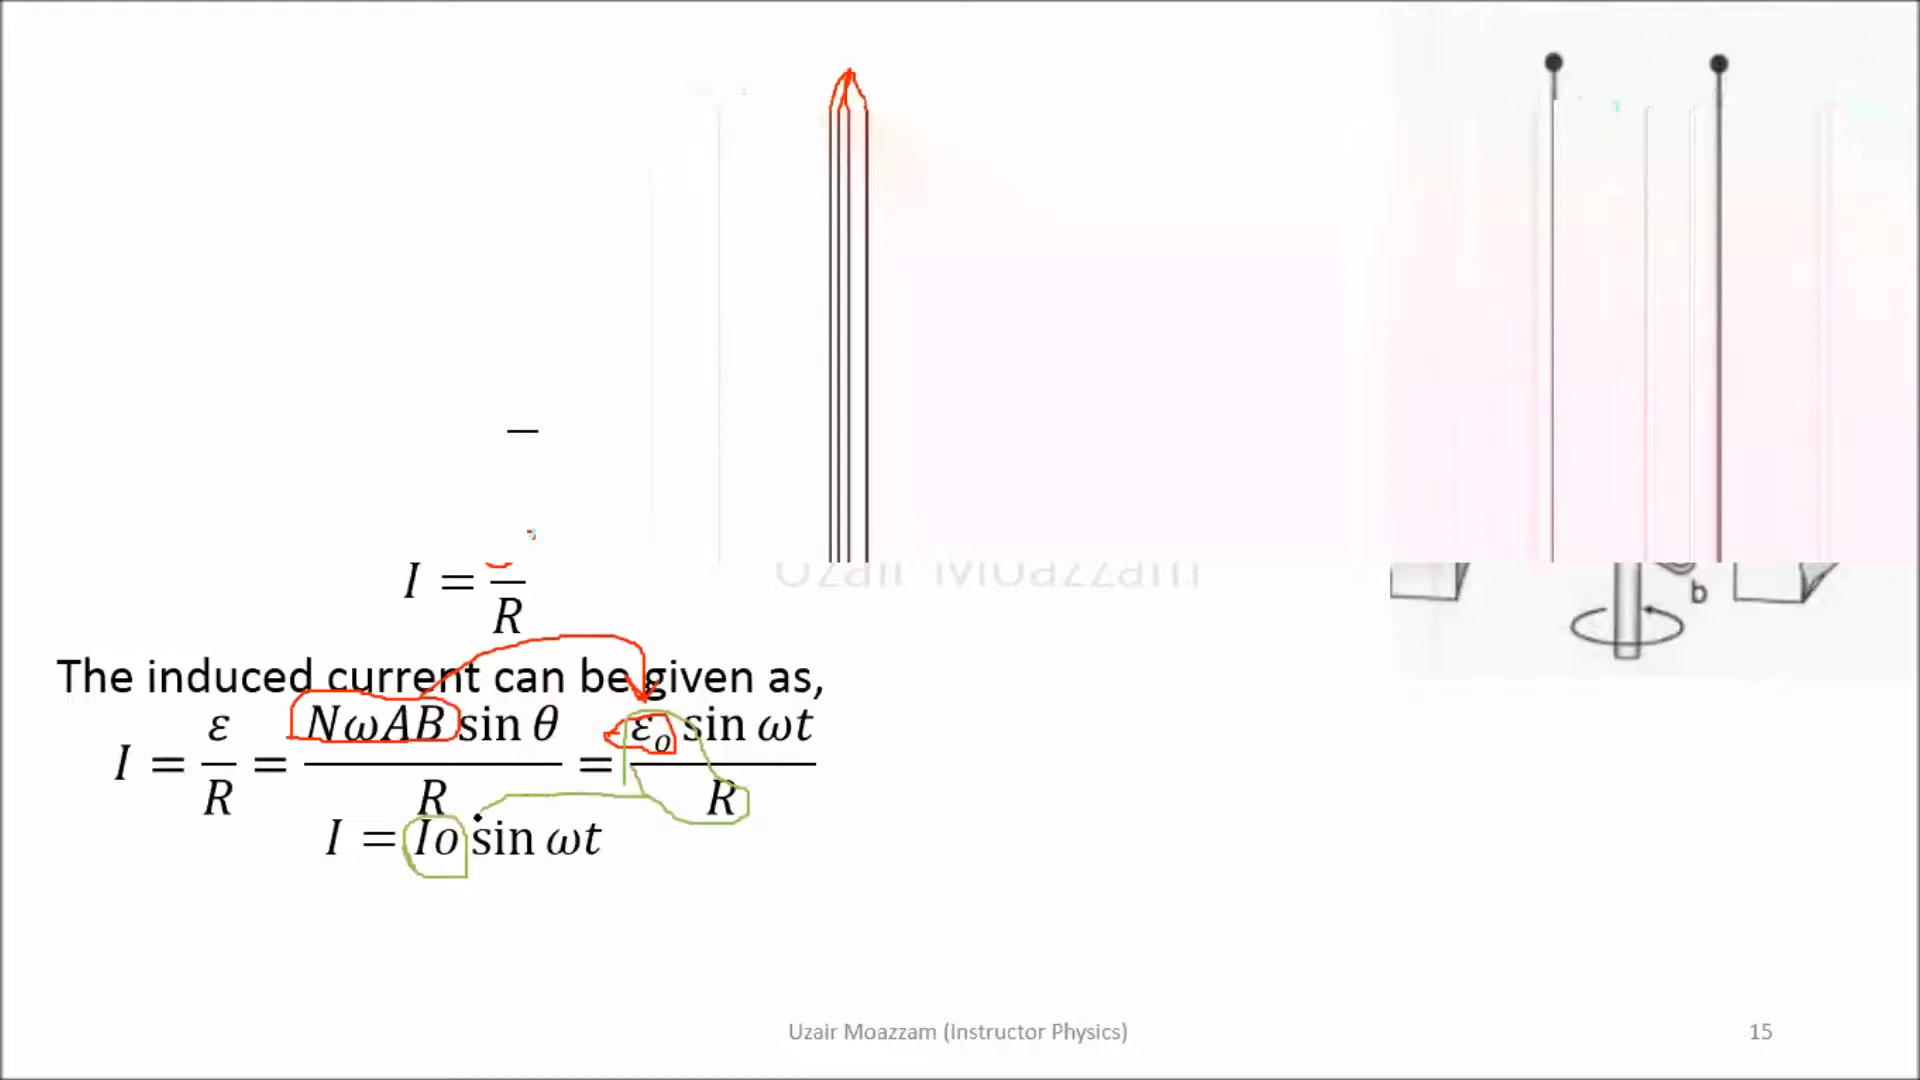 I = — / R
b
The induced current can be given as,
I = ε/R = NωAB sin θ / R = εₒ sin ωt / R
I = Io sin ωt
Uzair Moazzam (Instructor Physics)
15